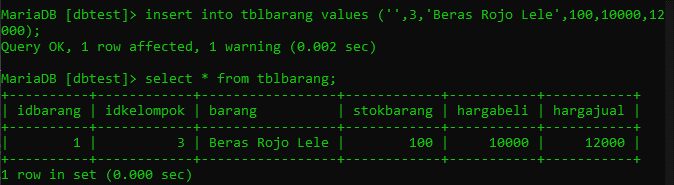 MariaDB [dbtest]> insert into tblbarang values ('',3,'Beras Rojo Lele',100,10000,12
000);
Query OK, 1 row affected, 1 warning (0.002 sec)

MariaDB [dbtest]> select * from tblbarang;
+----------+------------+-----------------+------------+-----------+-----------+
| idbarang | idkelompok | barang          | stokbarang | hargabeli | hargajual |
+----------+------------+-----------------+------------+-----------+-----------+
|        1 |          3 | Beras Rojo Lele |        100 |     10000 |     12000 |
+----------+------------+-----------------+------------+-----------+-----------+
1 row in set (0.000 sec)